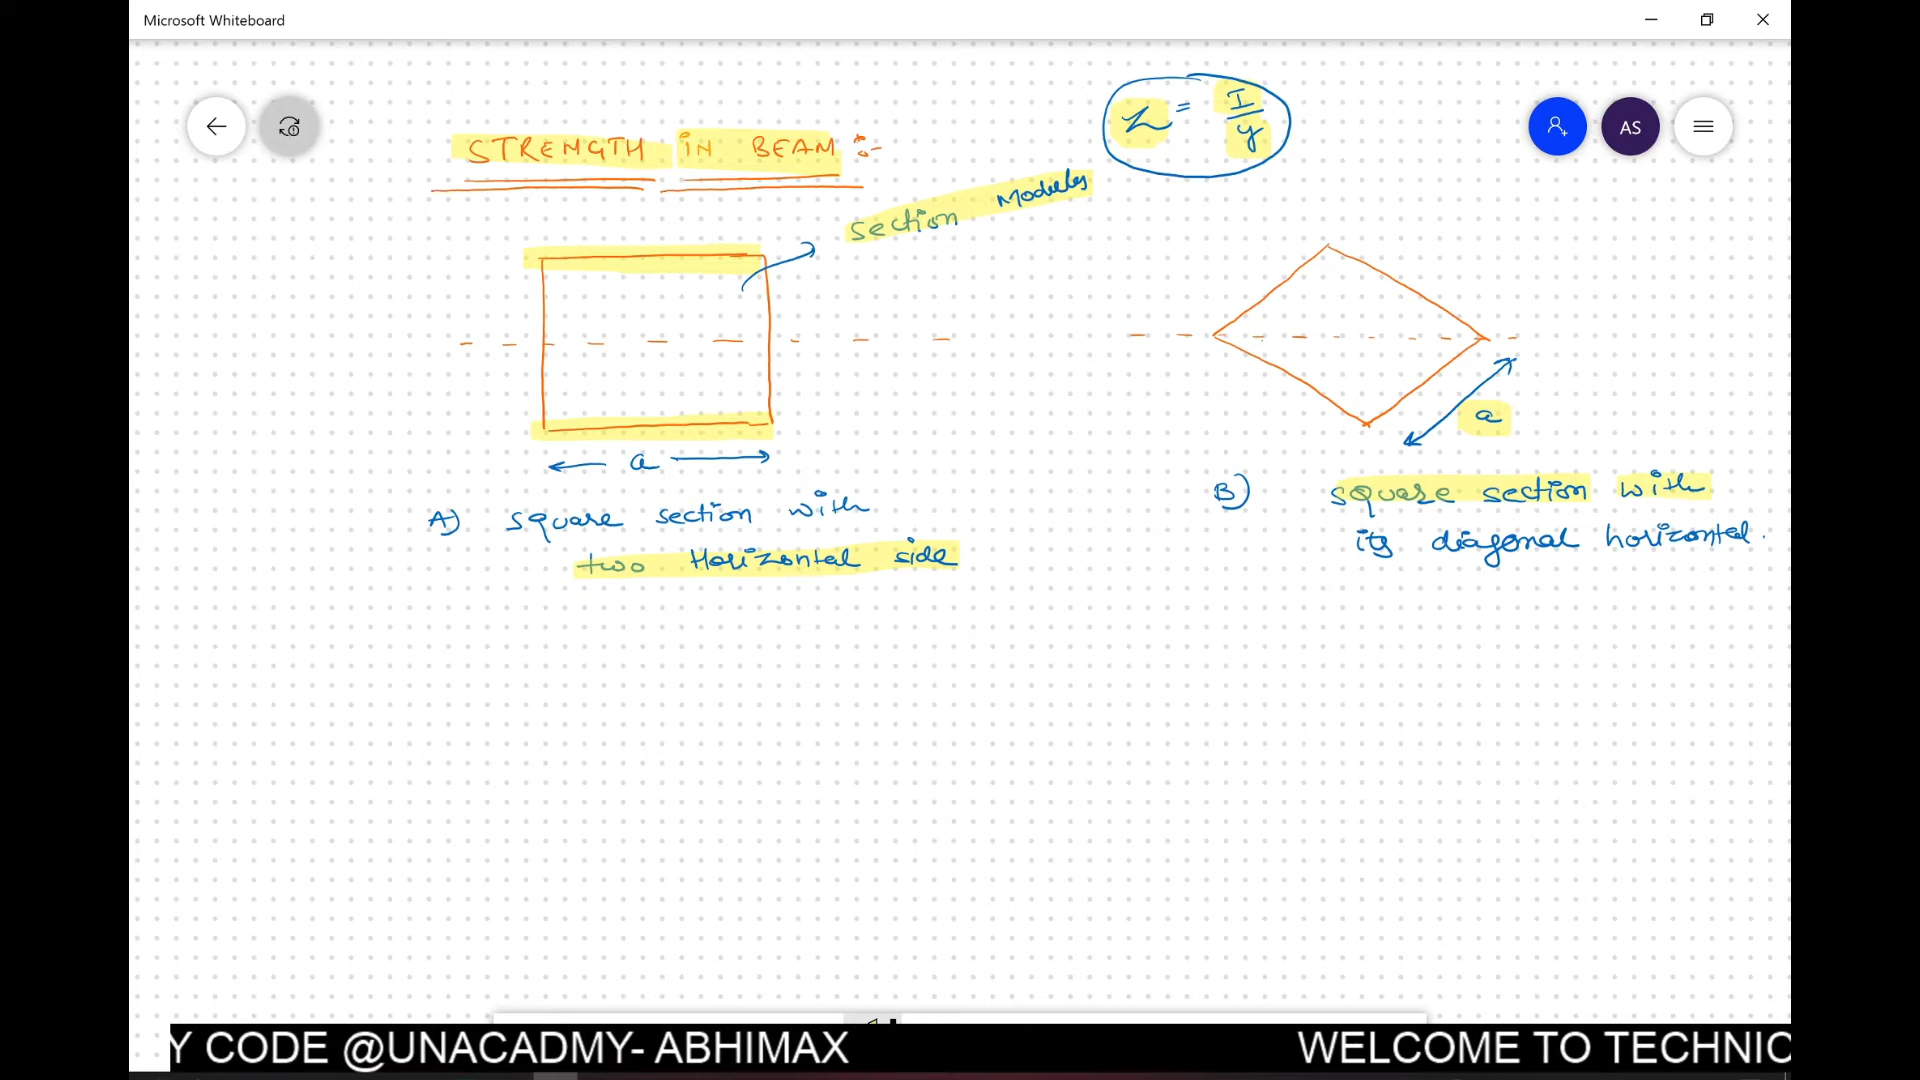 Microsoft Whiteboard
Z = I/y
STRENGTH IN BEAM :-
AS
section Modulus
a
a
A) square section with
two Horizontal side
B) square section with
its diagonal horizontal.
Y CODE @UNACADMY- ABHIMAX
WELCOME TO TECHNIC